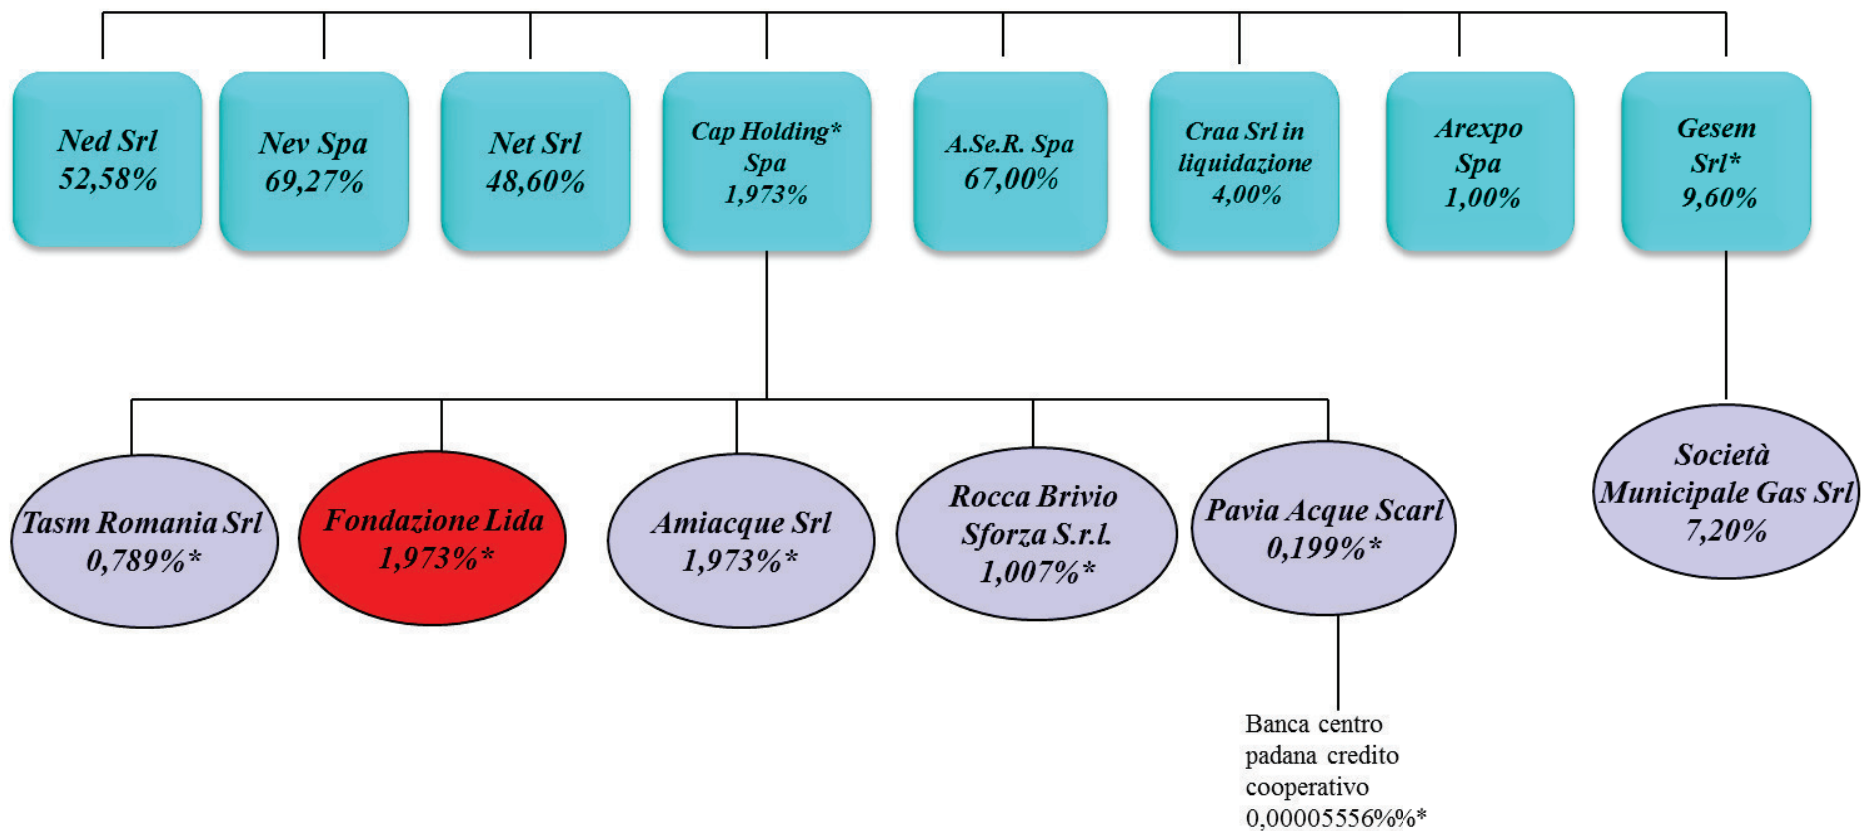 Ned Srl
52,58%
Nev Spa
69,27%
Net Srl
48,60%
Cap Holding*
Spa
1,973%
A.Se.R. Spa
67,00%
Craa Srl in
liquidazione
4,00%
Arexpo
Spa
1,00%
Gesem
Srl*
9,60%
Tasm Romania Srl
0,789%*
Fondazione Lida
1,973%*
Amiacque Srl
1,973%*
Rocca Brivio
Sforza S.r.l.
1,007%*
Pavia Acque Scarl
0,199%*
Società
Municipale Gas Srl
7,20%
Banca centro
padana credito
cooperativo
0,00005556%%*